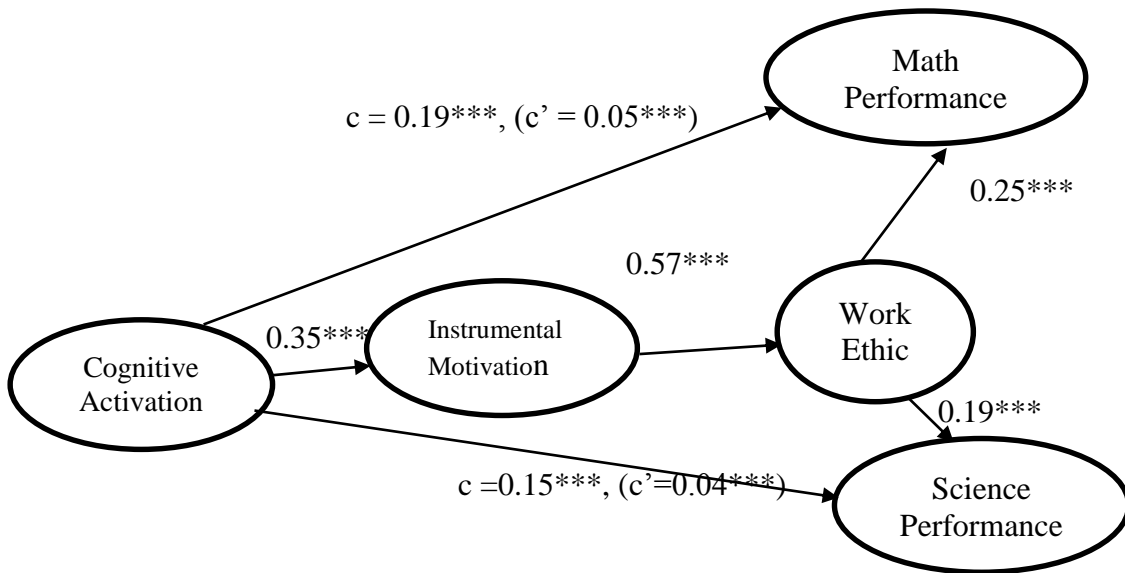 Math
Performance
c = 0.19***, (c’ = 0.05***)
0.25***
0.57***
Work
Ethic
Instrumental
Motivation
0.35***
Cognitive
Activation
0.19***
c =0.15***, (c’=0.04***)
Science
Performance